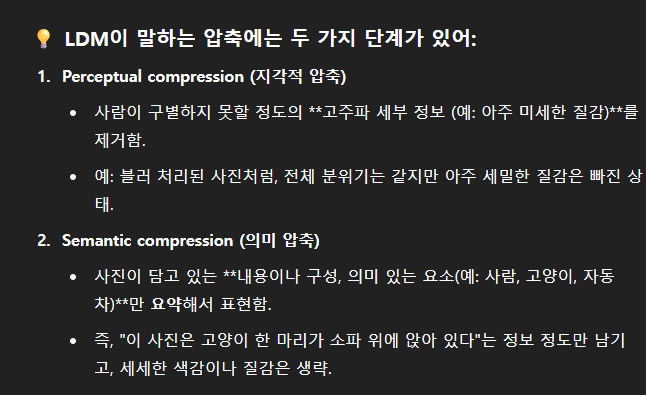 💡 LDM이 말하는 압축에는 두 가지 단계가 있어:
1. Perceptual compression (지각적 압축)
• 사람이 구별하지 못할 정도의 **고주파 세부 정보 (예: 아주 미세한 질감)**를
제거함.
• 예: 블러 처리된 사진처럼, 전체 분위기는 같지만 아주 세밀한 질감은 빠진 상
태.
2. Semantic compression (의미 압축)
• 사진이 담고 있는 **내용이나 구성, 의미 있는 요소(예: 사람, 고양이, 자동
차)**만 요약해서 표현함.
• 즉, "이 사진은 고양이 한 마리가 소파 위에 앉아 있다"는 정보 정도만 남기
고, 세세한 색감이나 질감은 생략.